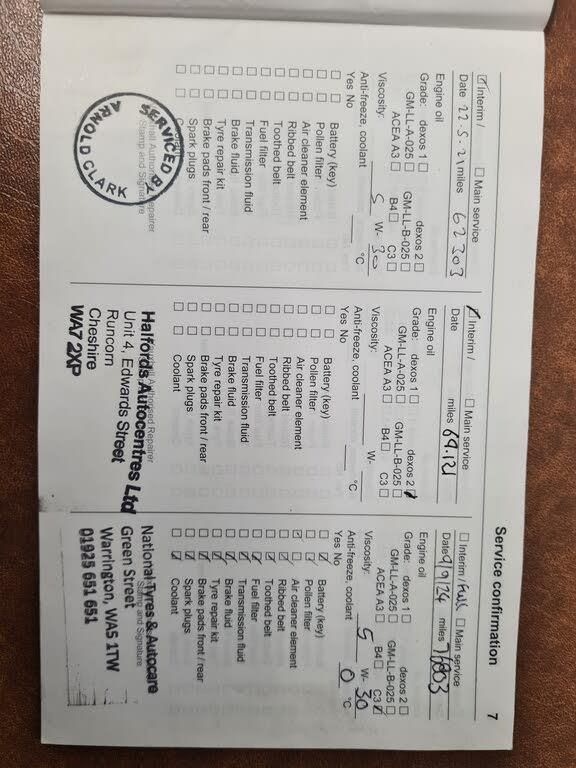 Service confirmation 7
☑ Interim / ☐ Main service
Date 22-5-21 miles 62303
Engine oil
Grade: dexos 1 ☐ dexos 2 ☐
GM-LL-A-025 ☐ GM-LL-B-025 ☐
ACEA A3 ☐ B4 ☐ C3 ☐
Viscosity: 5 W- 30
Anti-freeze, coolant °C
Yes No
☐ ☐ Battery (key)
☐ ☐ Pollen filter
☐ ☐ Air cleaner element
☐ ☐ Ribbed belt
☐ ☐ Toothed belt
☐ ☐ Fuel filter
☐ ☐ Transmission fluid
☐ ☐ Brake fluid
☐ ☐ Tyre repair kit
☐ ☐ Brake pads front / rear
☐ ☐ Spark plugs
☐ ☐ Coolant
Stamp and Signature
SERVICED BY
ARNOLD CLARK
☑ Interim / ☐ Main service
Date miles 69.121
Engine oil
Grade: dexos 1 ☐ dexos 2 ☑
GM-LL-A-025 ☐ GM-LL-B-025 ☐
ACEA A3 ☐ B4 ☐ C3 ☐
Viscosity: W-
Anti-freeze, coolant °C
Yes No
☐ ☐ Battery (key)
☐ ☐ Pollen filter
☐ ☐ Air cleaner element
☐ ☐ Ribbed belt
☐ ☐ Toothed belt
☐ ☐ Fuel filter
☐ ☐ Transmission fluid
☐ ☐ Brake fluid
☐ ☐ Tyre repair kit
☐ ☐ Brake pads front / rear
☐ ☐ Spark plugs
☐ ☐ Coolant
Halfords Autocentres Ltd
Unit 4, Edwards Street
Runcorn
Cheshire
WA7 2XP
☐ Interim / Full ☐ Main service
Date 9/9/24 miles 71803
Engine oil
Grade: dexos 1 ☐ dexos 2 ☐
GM-LL-A-025 ☐ GM-LL-B-025 ☐
ACEA A3 ☐ B4 ☐ C3 ☑
Viscosity: 5 W- 30
Anti-freeze, coolant 0 °C
Yes No
☐ ☑ Battery (key)
☐ ☑ Pollen filter
☑ ☐ Air cleaner element
☐ ☑ Ribbed belt
☐ ☑ Toothed belt
☐ ☑ Fuel filter
☐ ☑ Transmission fluid
☐ ☑ Brake fluid
☐ ☑ Tyre repair kit
☐ ☑ Brake pads front / rear
☐ ☑ Spark plugs
☐ ☑ Coolant
National Tyres & Autocare
Green Street
Warrington, WA5 1TW
01925 651 651